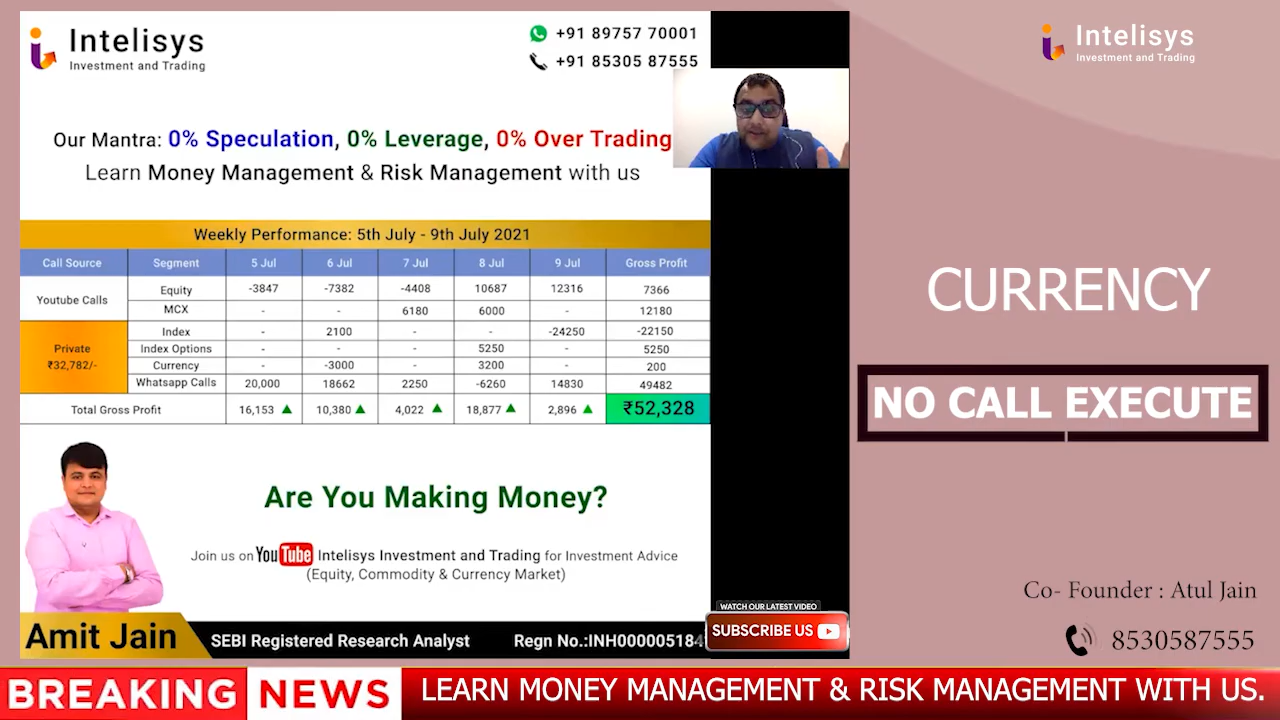 Intelisys
Investment and Trading
+91 89757 70001
+91 85305 87555
Our Mantra: 0% Speculation, 0% Leverage, 0% Over Trading
Learn Money Management & Risk Management with us
Weekly Performance: 5th July - 9th July 2021
Call Source Segment 5 Jul 6 Jul 7 Jul 8 Jul 9 Jul Gross Profit
Youtube Calls
Equity -3847 -7382 -4408 10687 12316 7366
MCX - - 6180 6000 - 12180
Private
₹32,782/-
Index - 2100 - - -24250 -22150
Index Options - - - 5250 - 5250
Currency - -3000 3200 - 200
Whatsapp Calls 20,000 18662 2250 -6260 14830 49482
Total Gross Profit 16,153 10,380 4,022 18,877 2,896 ₹52,328
Are You Making Money?
Join us on YouTube Intelisys Investment and Trading for Investment Advice
(Equity, Commodity & Currency Market)
Amit Jain
SEBI Registered Research Analyst
Regn No.:INH00000518
WATCH OUR LATEST VIDEO
SUBSCRIBE US
Intelisys
Investment and Trading
CURRENCY
NO CALL EXECUTE
Co- Founder : Atul Jain
8530587555
BREAKING NEWS
LEARN MONEY MANAGEMENT & RISK MANAGEMENT WITH US.